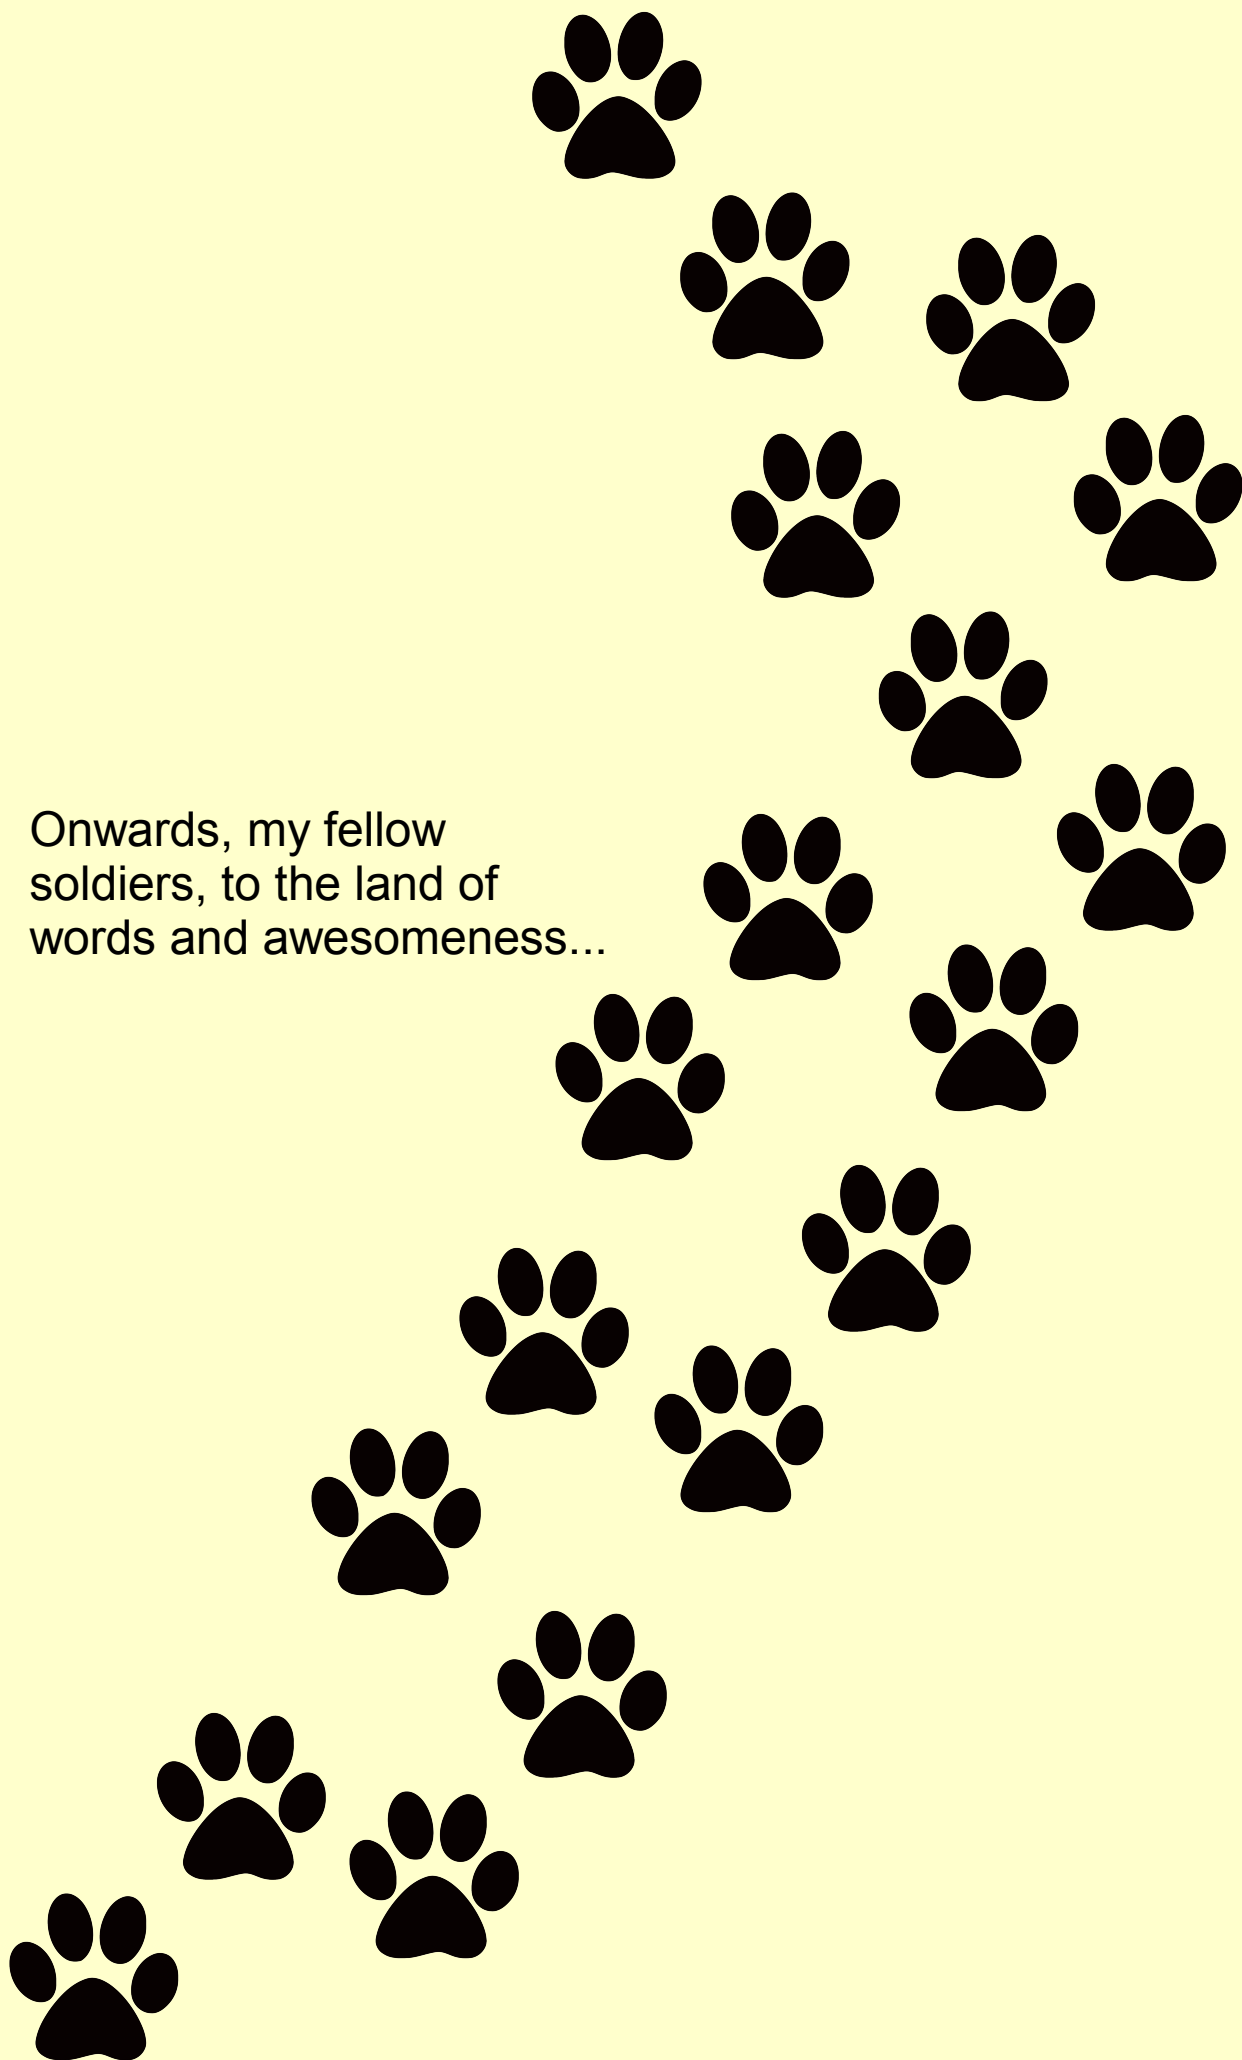 Onwards, my fellow
soldiers, to the land of
words and awesomeness...